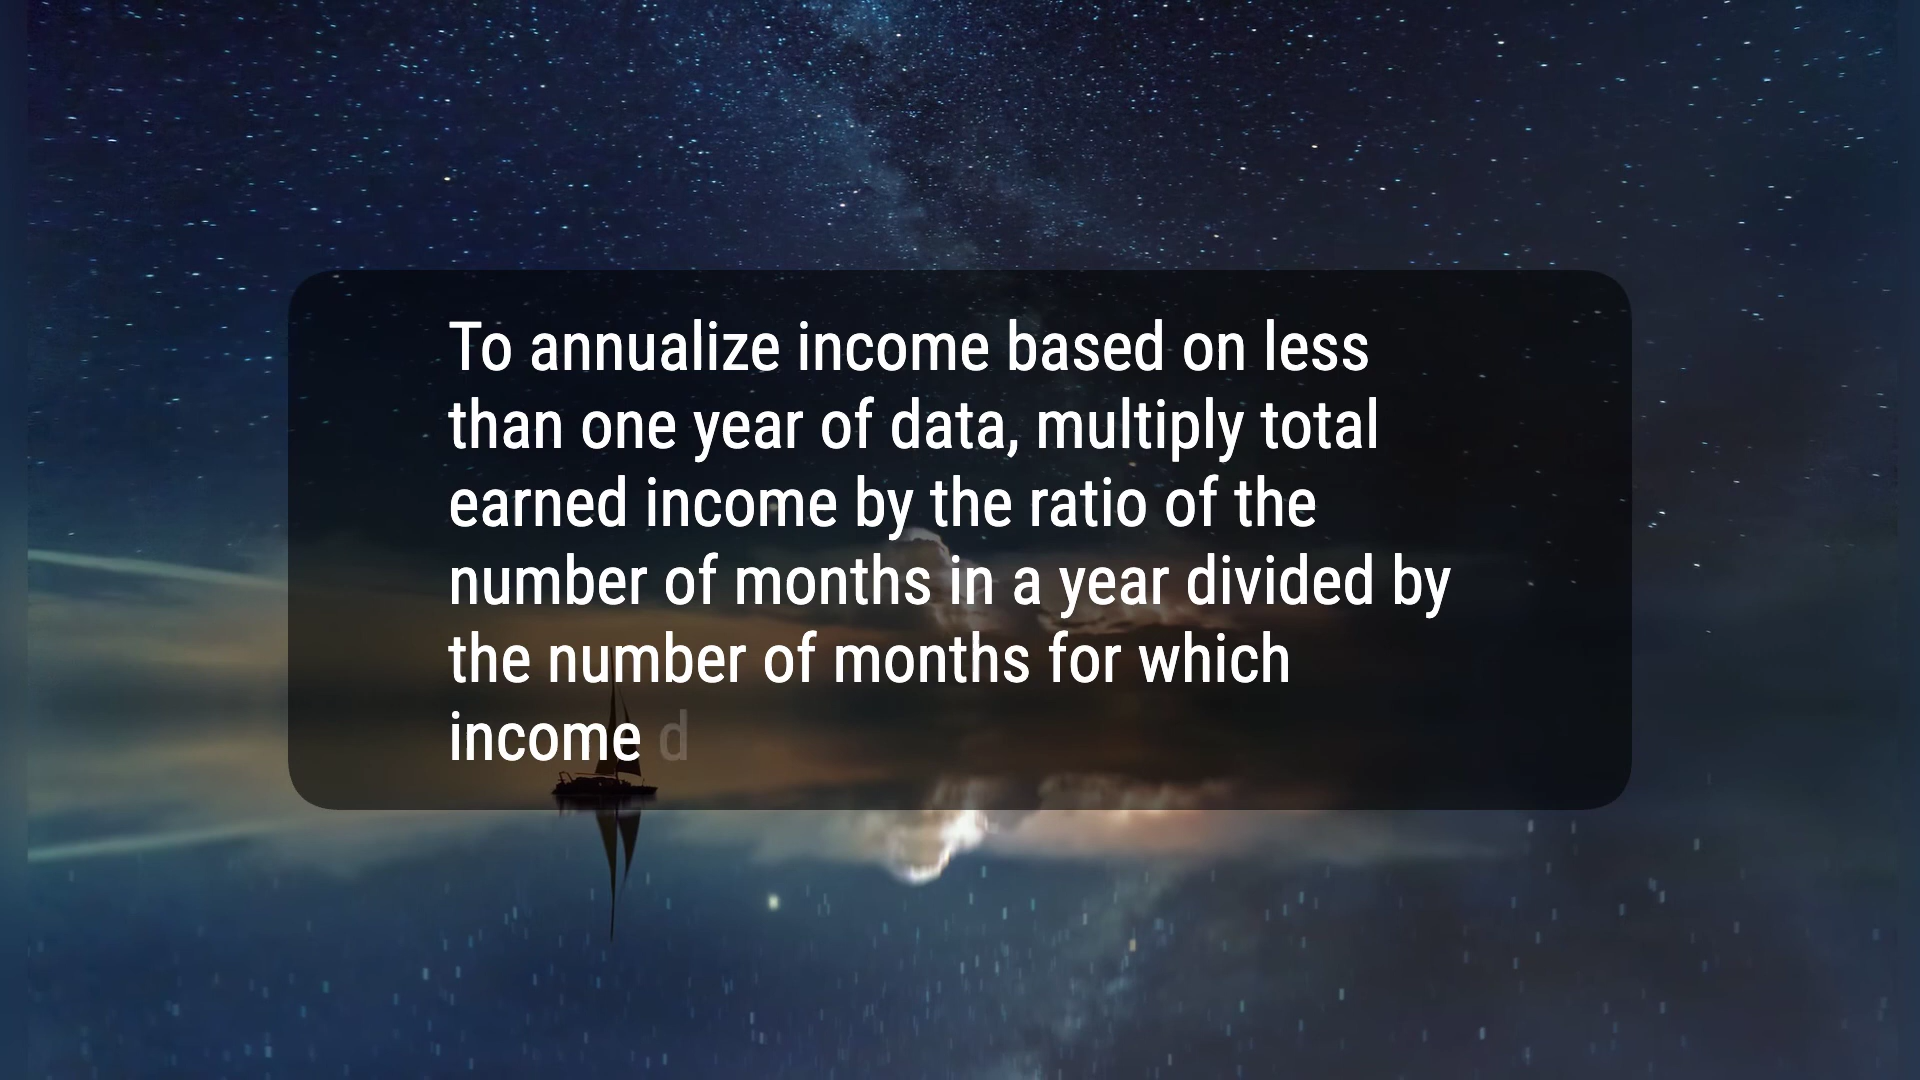 To annualize income based on less
than one year of data, multiply total
earned income by the ratio of the
number of months in a year divided by
the number of months for which
income d